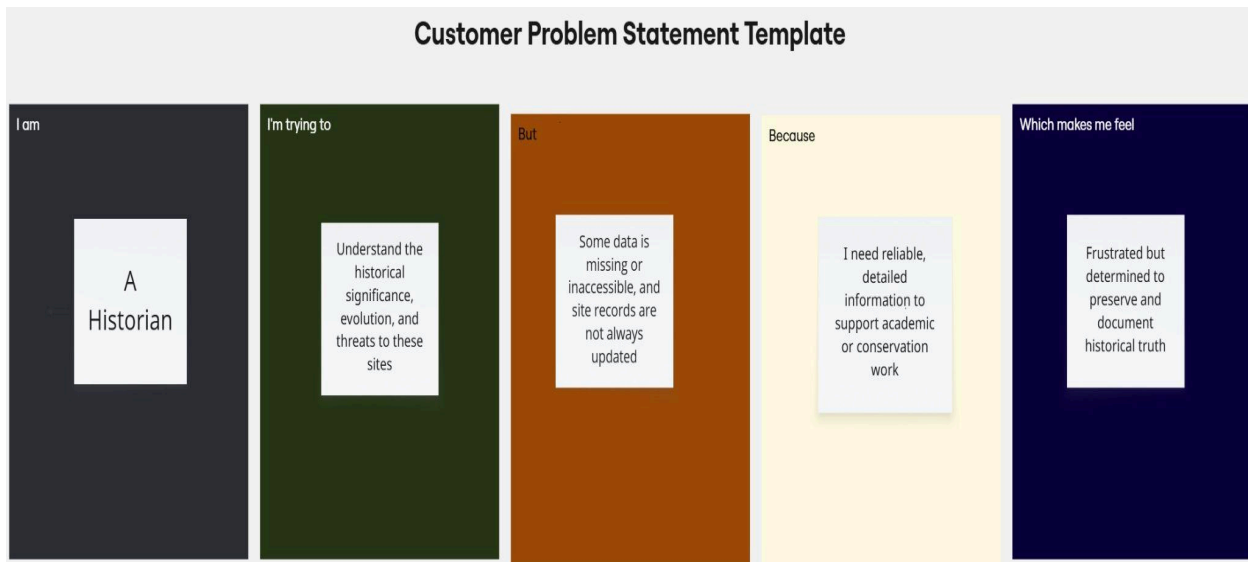 Customer Problem Statement Template
I am
A
Historian
I'm trying to
Understand the
historical
significance,
evolution, and
threats to these
sites
But
Some data is
missing or
inaccessible, and
site records are
not always
updated
Because
I need reliable,
detailed
information to
support academic
or conservation
work
Which makes me feel
Frustrated but
determined to
preserve and
document
historical truth